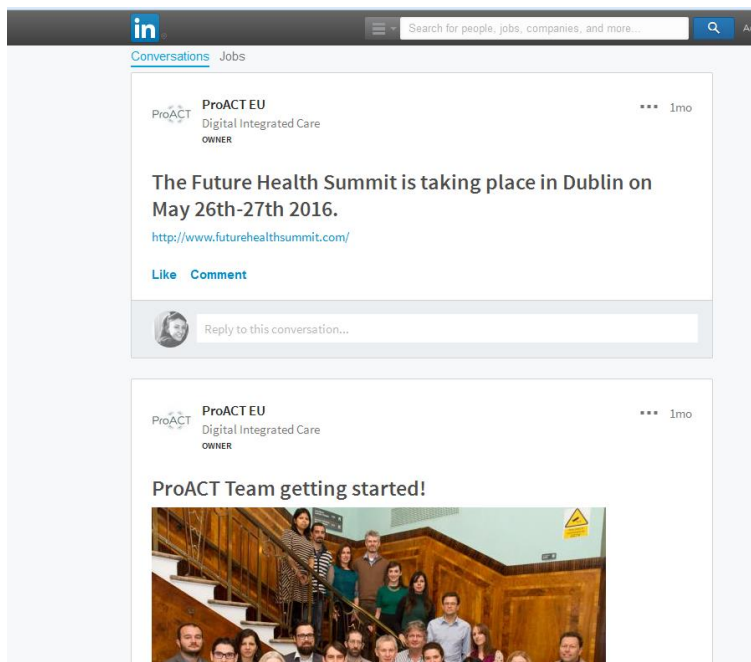 in
Search for people, jobs, companies, and more...
Conversations Jobs
ProACT
ProACT EU
1mo
Digital Integrated Care
OWNER
The Future Health Summit is taking place in Dublin on
May 26th-27th 2016.
http://www.futurehealthsummit.com/
Like Comment
Reply to this conversation...
ProACT
ProACT EU
1mo
Digital Integrated Care
OWNER
ProACT Team getting started!